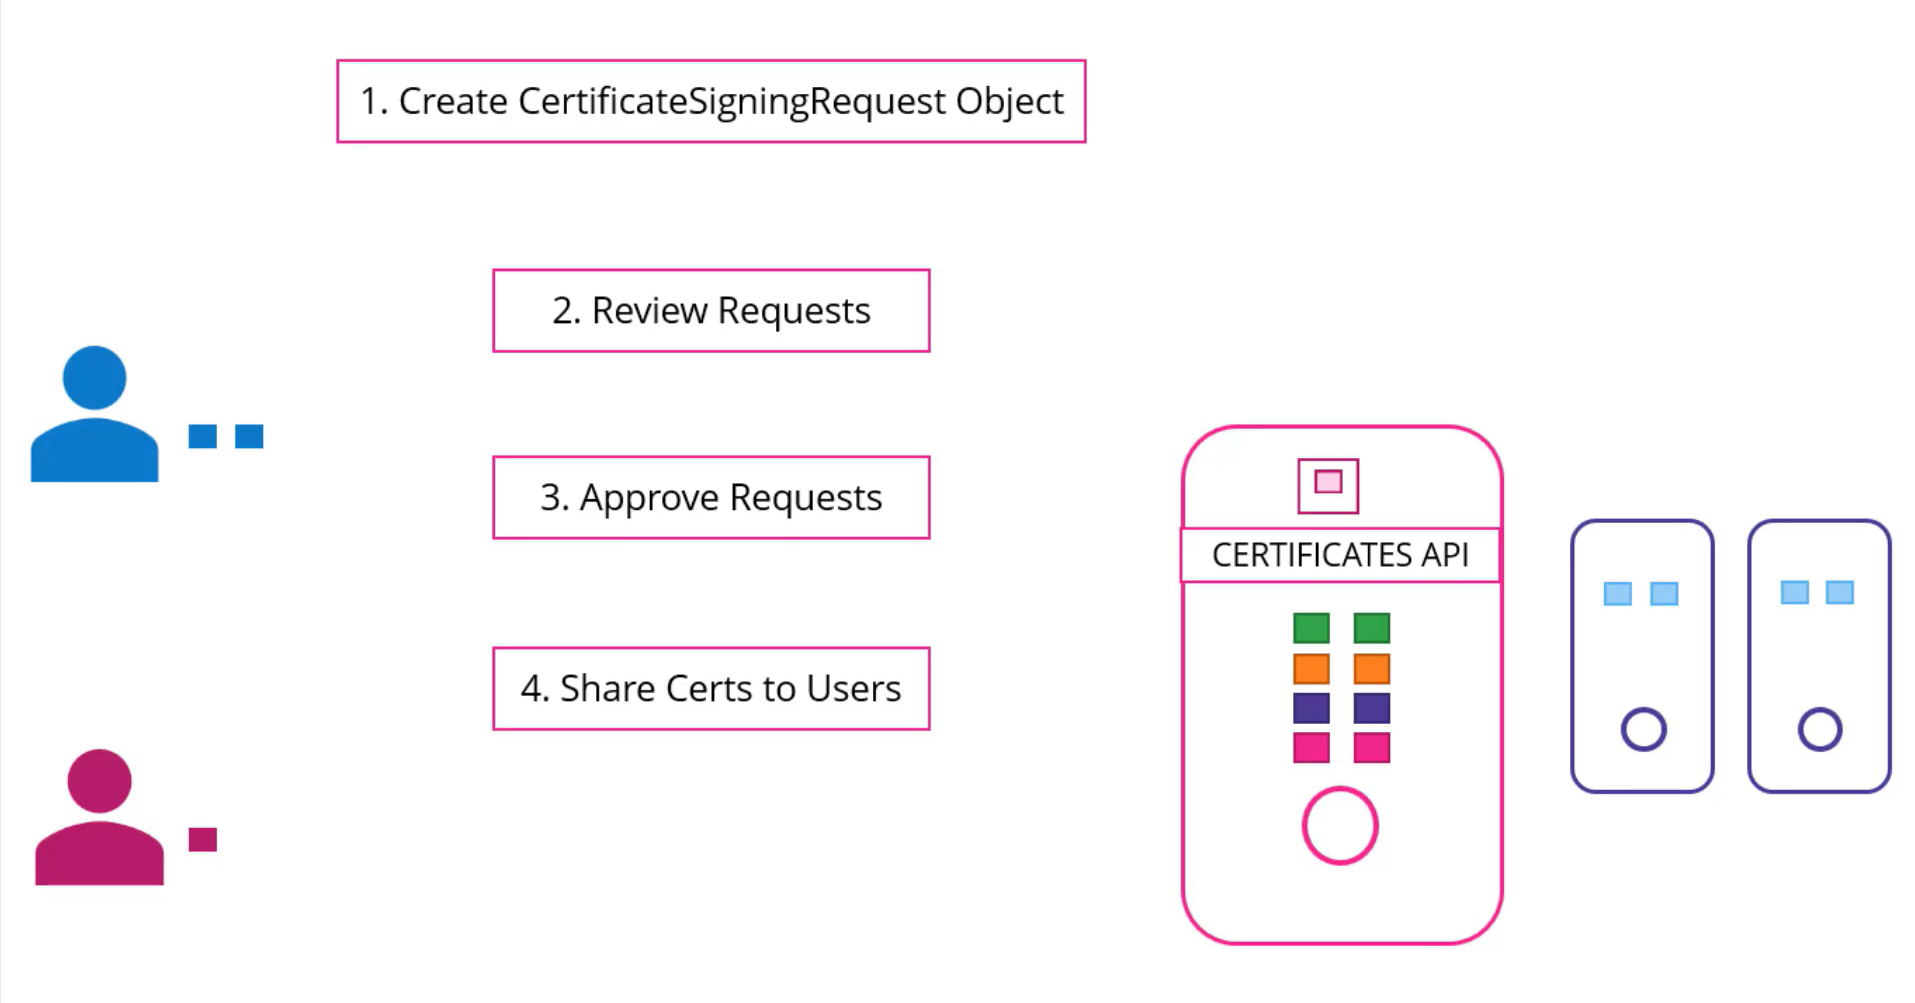 1. Create CertificateSigningRequest Object
2. Review Requests
3. Approve Requests
4. Share Certs to Users
CERTIFICATES API